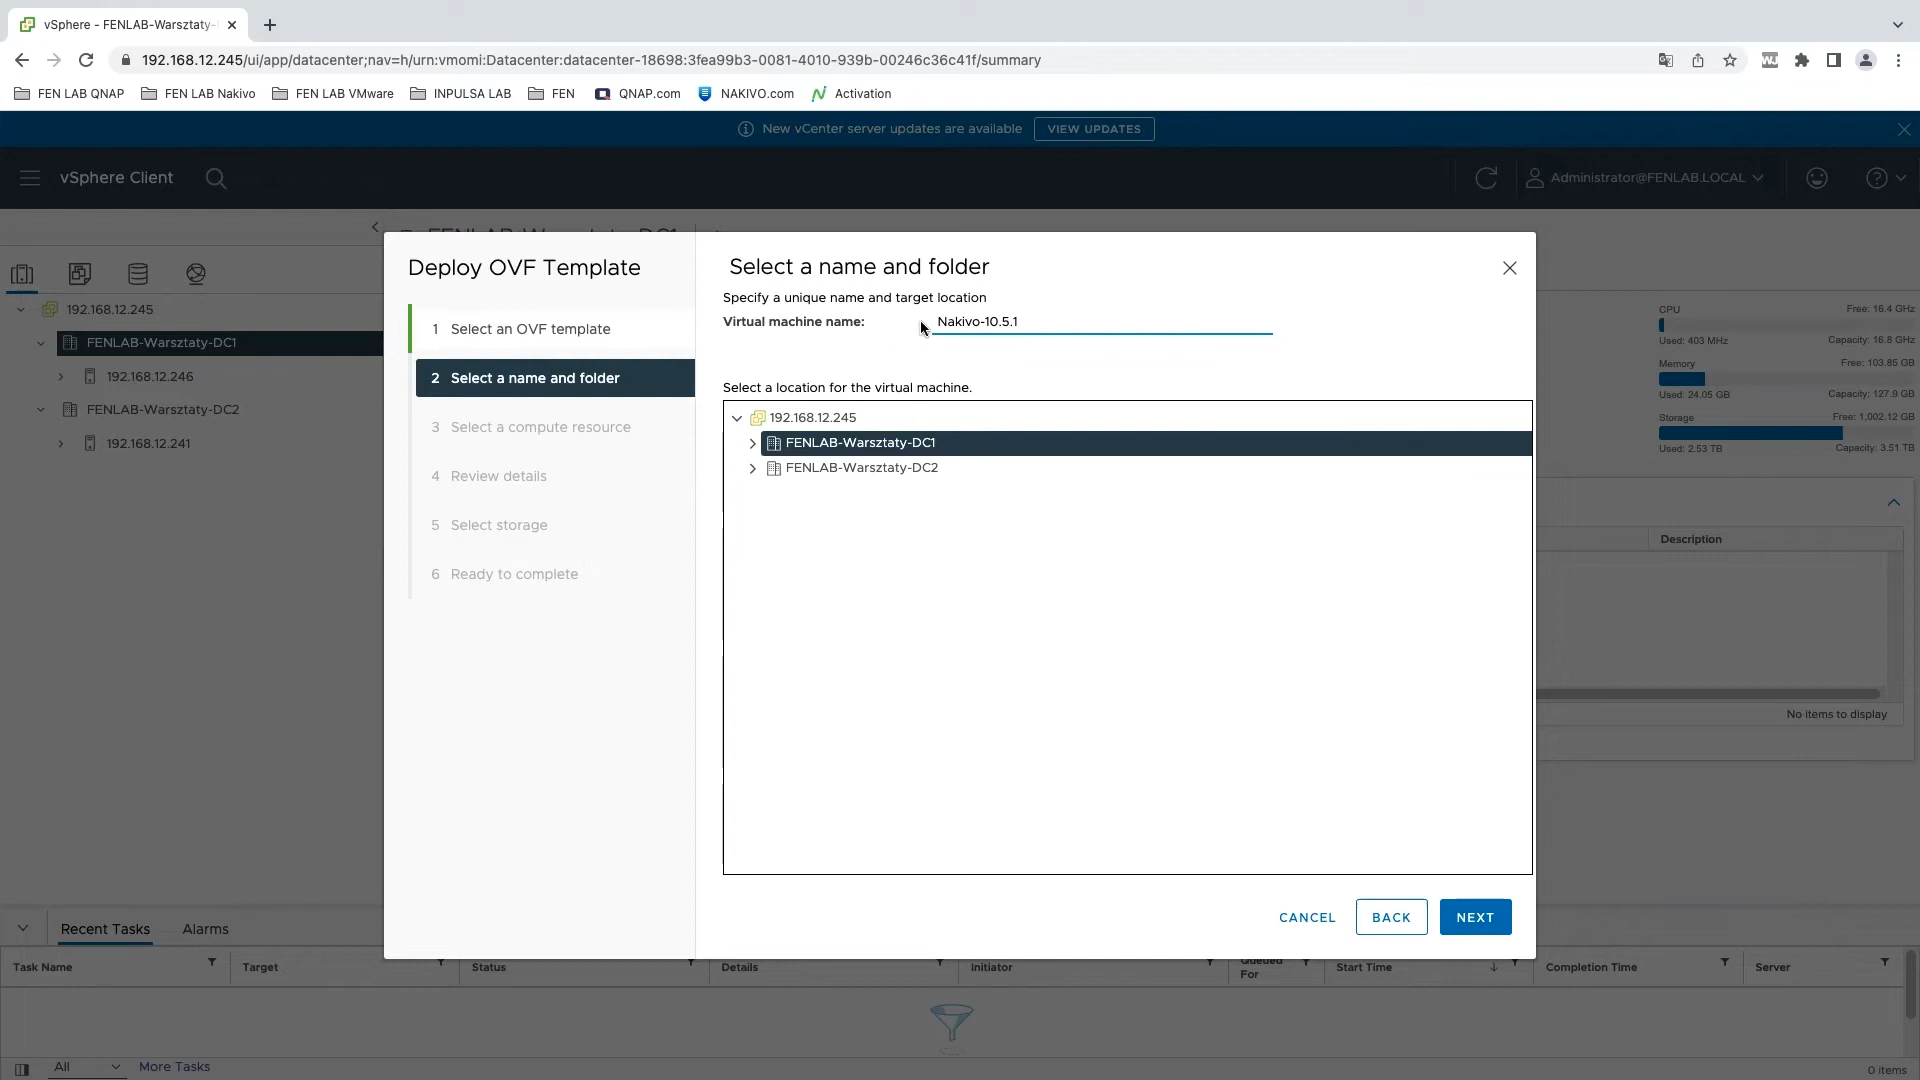 vSphere - FENLAB-Warsztaty-
192.168.12.245/ui/app/datacenter;nav=h/urn:vmomi:Datacenter:datacenter-18698:3fea99b3-0081-4010-939b-00246c36c41f/summary
FEN LAB QNAP FEN LAB Nakivo FEN LAB VMware INPULSA LAB FEN QNAP.com NAKIVO.com Activation
New vCenter server updates are available VIEW UPDATES
vSphere Client Administrator@FENLAB.LOCAL
192.168.12.245
FENLAB-Warsztaty-DC1
192.168.12.246
FENLAB-Warsztaty-DC2
192.168.12.241
Deploy OVF Template
1 Select an OVF template
2 Select a name and folder
3 Select a compute resource
4 Review details
5 Select storage
6 Ready to complete
Select a name and folder
Specify a unique name and target location
Virtual machine name: Nakivo-10.5.1
Select a location for the virtual machine.
192.168.12.245
FENLAB-Warsztaty-DC1
FENLAB-Warsztaty-DC2
CANCEL BACK NEXT
CPU Free: 16.4 GHz
Used: 403 MHz Capacity: 16.8 GHz
Memory Free: 103.85 GB
Used: 24.05 GB Capacity: 127.9 GB
Storage Free: 1,002.12 GB
Used: 2.53 TB Capacity: 3.51 TB
Description
No items to display
Recent Tasks Alarms
Task Name Target Status Details Initiator Queued For Start Time Completion Time Server
All More Tasks 0 items